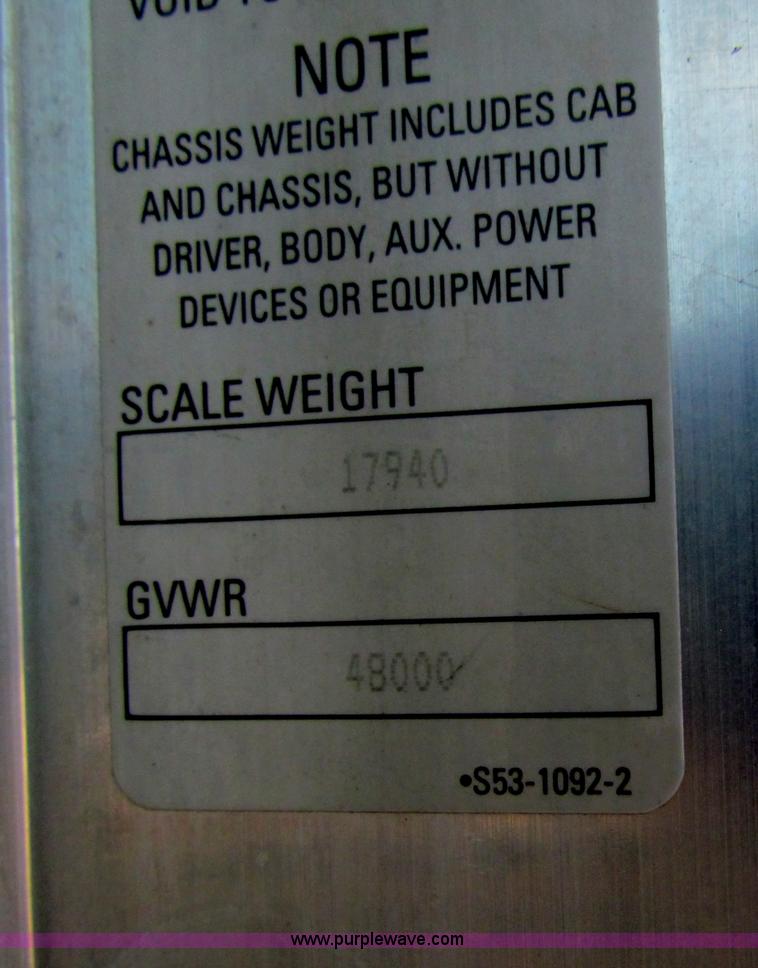 VOID
NOTE
CHASSIS WEIGHT INCLUDES CAB
AND CHASSIS, BUT WITHOUT
DRIVER, BODY, AUX. POWER
DEVICES OR EQUIPMENT
SCALE WEIGHT
17940
GVWR
48000
•S53-1092-2
www.purplewave.com